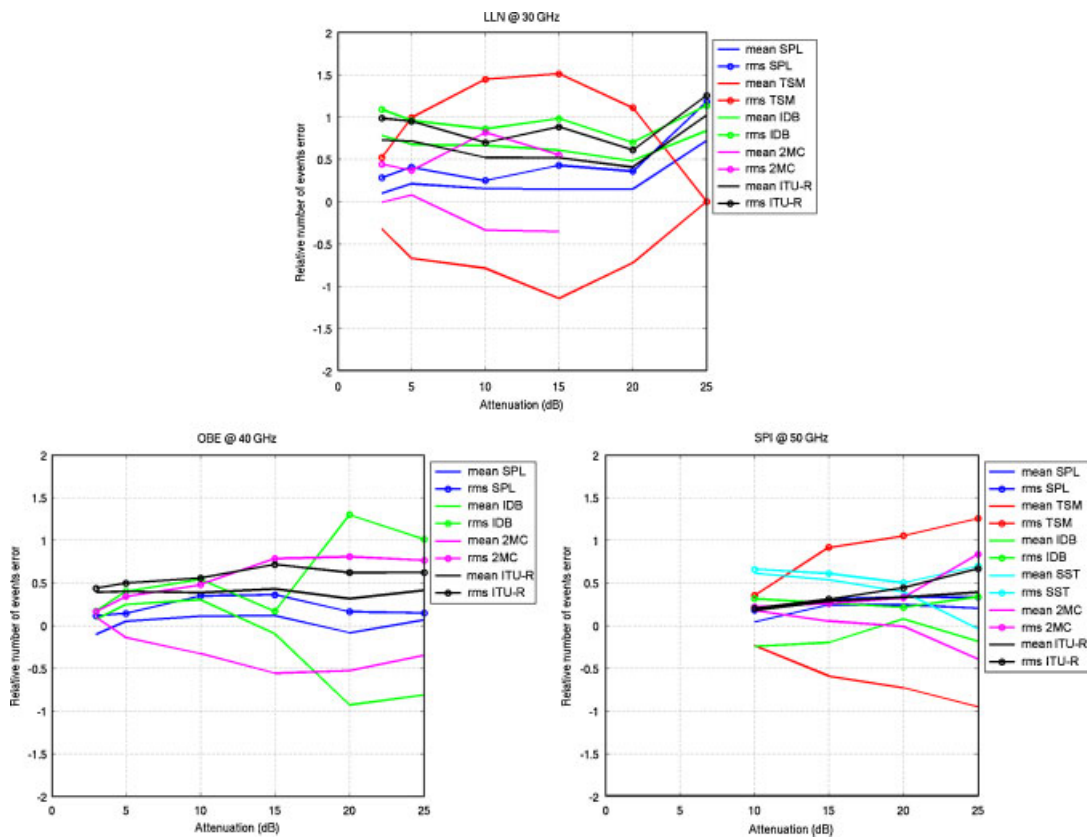 LLN @ 30 GHz
2
1.5
1
0.5
0
-0.5
-1
-1.5
-2
0
5
10
15
20
25
Relative number of events error
Attenuation (dB)
mean SPL
rms SPL
mean TSM
rms TSM
mean IDB
rms IDB
mean 2MC
rms 2MC
mean ITU-R
rms ITU-R
OBE @ 40 GHz
2
1.5
1
0.5
0
-0.5
-1
-1.5
-2
0
5
10
15
20
25
Relative number of events error
Attenuation (dB)
mean SPL
rms SPL
mean IDB
rms IDB
mean 2MC
rms 2MC
mean ITU-R
rms ITU-R
SPI @ 50 GHz
2
1.5
1
0.5
0
-0.5
-1
-1.5
-2
0
5
10
15
20
25
Relative number of events error
Attenuation (dB)
mean SPL
rms SPL
mean TSM
rms TSM
mean IDB
rms IDB
mean SST
rms SST
mean 2MC
rms 2MC
mean ITU-R
rms ITU-R